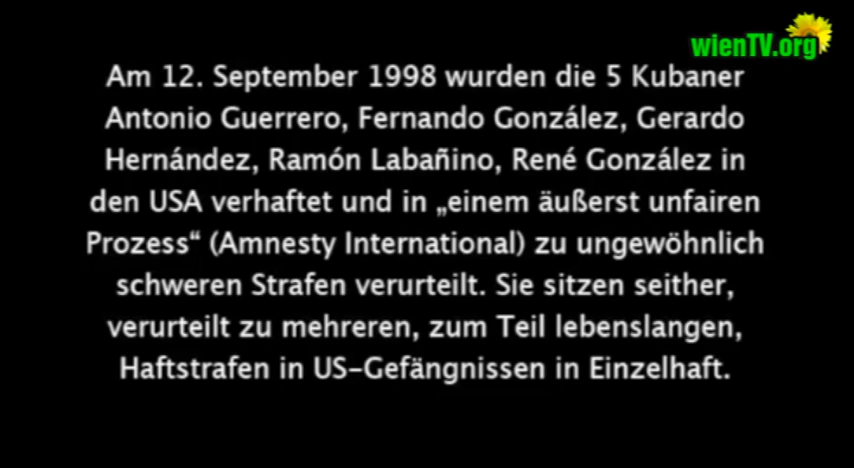 wienTV.org
Am 12. September 1998 wurden die 5 Kubaner
Antonio Guerrero, Fernando González, Gerardo
Hernández, Ramón Labañino, René González in
den USA verhaftet und in „einem äußerst unfairen
Prozess“ (Amnesty International) zu ungewöhnlich
schweren Strafen verurteilt. Sie sitzen seither,
verurteilt zu mehreren, zum Teil lebenslangen,
Haftstrafen in US-Gefängnissen in Einzelhaft.